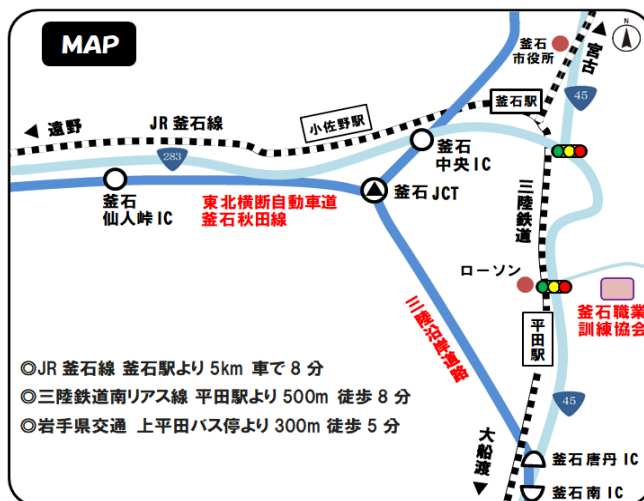 MAP
N
釜石
市役所
宮古
45
釜石駅
小佐野駅
JR 釜石線
遠野
283
釜石
中央 IC
釜石 JCT
釜石
仙人峠 IC
東北横断自動車道
釜石秋田線
三陸鉄道
ローソン
釜石職業
訓練協会
三陸沿岸道路
平田駅
◎JR 釜石線 釜石駅より 5km 車で 8 分
◎三陸鉄道南リアス線 平田駅より 500m 徒歩 8 分
◎岩手県交通 上平田バス停より 300m 徒歩 5 分
45
大船渡
釜石唐丹 IC
釜石南 IC